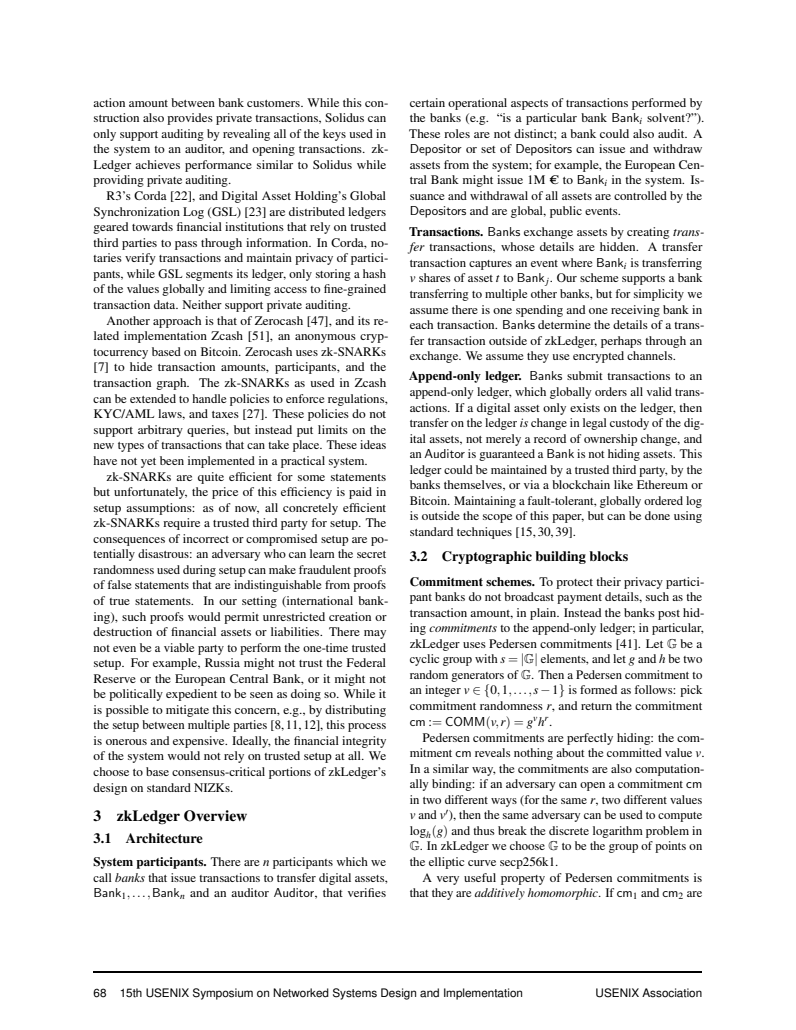 action amount between bank customers. While this con-
struction also provides private transactions, Solidus can
only support auditing by revealing all of the keys used in
the system to an auditor, and opening transactions. zk-
Ledger achieves performance similar to Solidus while
providing private auditing.
R3's Corda [22], and Digital Asset Holding's Global
Synchronization Log (GSL) [23] are distributed ledgers
geared towards financial institutions that rely on trusted
third parties to pass through information. In Corda, no-
taries verify transactions and maintain privacy of partici-
pants, while GSL segments its ledger, only storing a hash
of the values globally and limiting access to fine-grained
transaction data. Neither support private auditing.
Another approach is that of Zerocash [47], and its re-
lated implementation Zcash [51], an anonymous cryp-
tocurrency based on Bitcoin. Zerocash uses zk-SNARKs
[7] to hide transaction amounts, participants, and the
transaction graph. The zk-SNARKs as used in Zcash
can be extended to handle policies to enforce regulations,
KYC/AML laws, and taxes [27]. These policies do not
support arbitrary queries, but instead put limits on the
new types of transactions that can take place. These ideas
have not yet been implemented in a practical system.
zk-SNARKs are quite efficient for some statements
but unfortunately, the price of this efficiency is paid in
setup assumptions: as of now, all concretely efficient
zk-SNARKs require a trusted third party for setup. The
consequences of incorrect or compromised setup are po-
tentially disastrous: an adversary who can learn the secret
randomness used during setup can make fraudulent proofs
of false statements that are indistinguishable from proofs
of true statements. In our setting (international bank-
ing), such proofs would permit unrestricted creation or
destruction of financial assets or liabilities. There may
not even be a viable party to perform the one-time trusted
setup. For example, Russia might not trust the Federal
Reserve or the European Central Bank, or it might not
be politically expedient to be seen as doing so. While it
is possible to mitigate this concern, e.g., by distributing
the setup between multiple parties [8, 11, 12], this process
is onerous and expensive. Ideally, the financial integrity
of the system would not rely on trusted setup at all. We
choose to base consensus-critical portions of zkLedger's
design on standard NIZKs.
3 zkLedger Overview
3.1 Architecture
System participants. There are n participants which we
call banks that issue transactions to transfer digital assets,
Bank₁,...,Bankₙ and an auditor Auditor, that verifies
certain operational aspects of transactions performed by
the banks (e.g. “is a particular bank Bankᵢ solvent?”).
These roles are not distinct; a bank could also audit. A
Depositor or set of Depositors can issue and withdraw
assets from the system; for example, the European Cen-
tral Bank might issue 1M € to Bankᵢ in the system. Is-
suance and withdrawal of all assets are controlled by the
Depositors and are global, public events.
Transactions. Banks exchange assets by creating trans-
fer transactions, whose details are hidden. A transfer
transaction captures an event where Bankᵢ is transferring
v shares of asset t to Bankⱼ. Our scheme supports a bank
transferring to multiple other banks, but for simplicity we
assume there is one spending and one receiving bank in
each transaction. Banks determine the details of a trans-
fer transaction outside of zkLedger, perhaps through an
exchange. We assume they use encrypted channels.
Append-only ledger. Banks submit transactions to an
append-only ledger, which globally orders all valid trans-
actions. If a digital asset only exists on the ledger, then
transfer on the ledger is change in legal custody of the dig-
ital assets, not merely a record of ownership change, and
an Auditor is guaranteed a Bank is not hiding assets. This
ledger could be maintained by a trusted third party, by the
banks themselves, or via a blockchain like Ethereum or
Bitcoin. Maintaining a fault-tolerant, globally ordered log
is outside the scope of this paper, but can be done using
standard techniques [15, 30, 39].
3.2 Cryptographic building blocks
Commitment schemes. To protect their privacy partici-
pant banks do not broadcast payment details, such as the
transaction amount, in plain. Instead the banks post hid-
ing commitments to the append-only ledger; in particular,
zkLedger uses Pedersen commitments [41]. Let 𝔾 be a
cyclic group with s = |𝔾| elements, and let g and h be two
random generators of 𝔾. Then a Pedersen commitment to
an integer v ∈ {0,1,...,s−1} is formed as follows: pick
commitment randomness r, and return the commitment
cm := COMM(v,r) = gᵛhʳ.
Pedersen commitments are perfectly hiding: the com-
mitment cm reveals nothing about the committed value v.
In a similar way, the commitments are also computation-
ally binding: if an adversary can open a commitment cm
in two different ways (for the same r, two different values
v and v′), then the same adversary can be used to compute
logₕ(g) and thus break the discrete logarithm problem in
𝔾. In zkLedger we choose 𝔾 to be the group of points on
the elliptic curve secp256k1.
A very useful property of Pedersen commitments is
that they are additively homomorphic. If cm₁ and cm₂ are
68 15th USENIX Symposium on Networked Systems Design and Implementation
USENIX Association